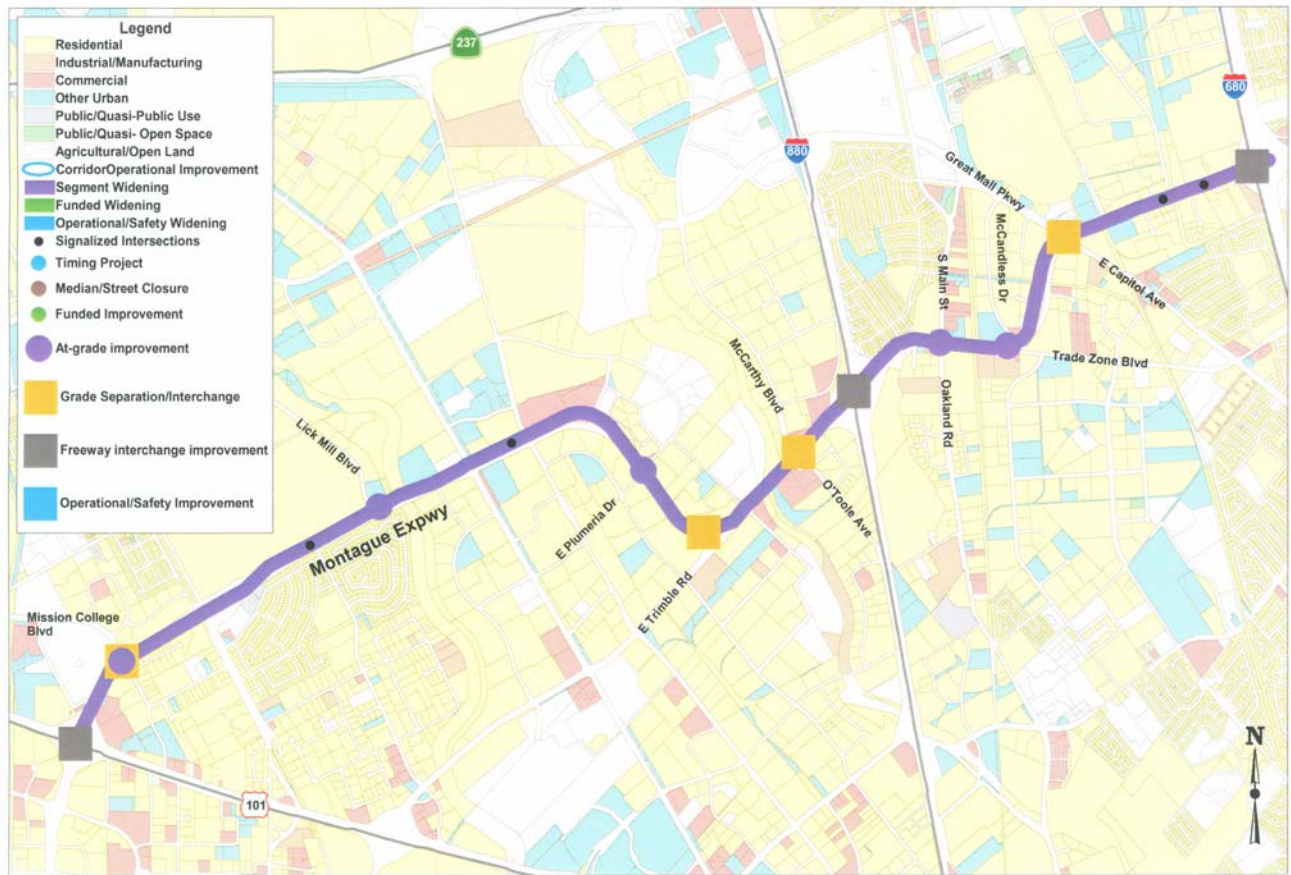 Legend
Residential
Industrial/Manufacturing
Commercial
Other Urban
Public/Quasi-Public Use
Public/Quasi- Open Space
Agricultural/Open Land
CorridorOperational Improvement
Segment Widening
Funded Widening
Operational/Safety Widening
Signalized Intersections
Timing Project
Median/Street Closure
Funded Improvement
At-grade improvement
Grade Separation/Interchange
Freeway interchange improvement
Operational/Safety Improvement
237
880
680
Great Mall Pkwy
McCandless Dr
S Main St
E Capitol Ave
Trade Zone Blvd
McCarthy Blvd
Oakland Rd
O'Toole Ave
Lick Mill Blvd
Montague Expwy
E Plumeria Dr
E Trimble Rd
Mission College
Blvd
101
N